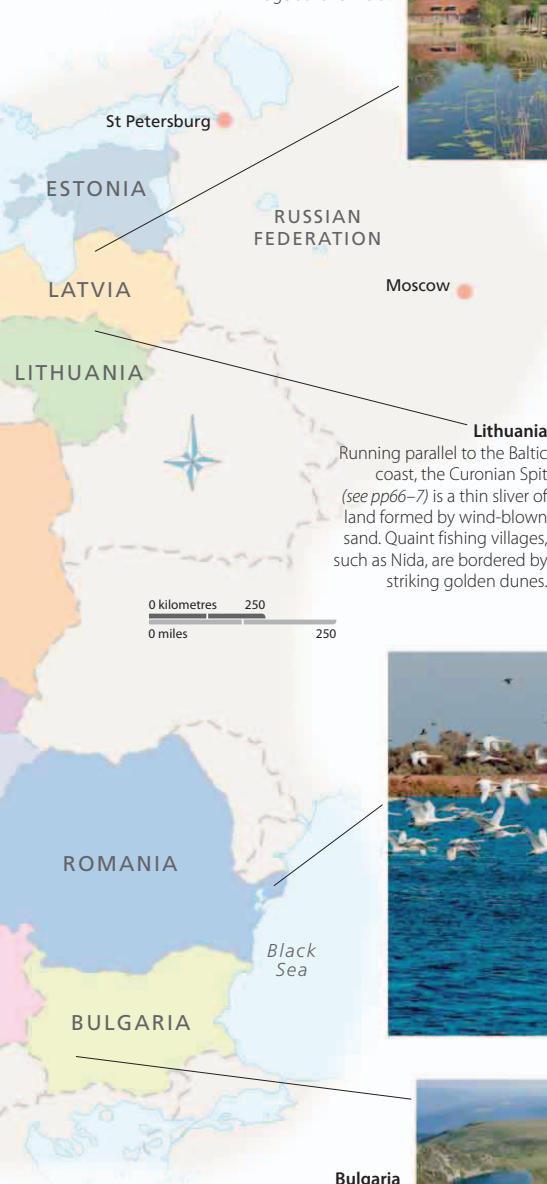 St Petersburg
ESTONIA
RUSSIAN
FEDERATION
Moscow
LATVIA
LITHUANIA
Lithuania
Running parallel to the Baltic
coast, the Curonian Spit
(see pp66–7) is a thin sliver of
land formed by wind-blown
sand. Quaint fishing villages,
such as Nida, are bordered by
striking golden dunes.
0 kilometres 250
0 miles 250
ROMANIA
Black
Sea
BULGARIA
Bulgaria